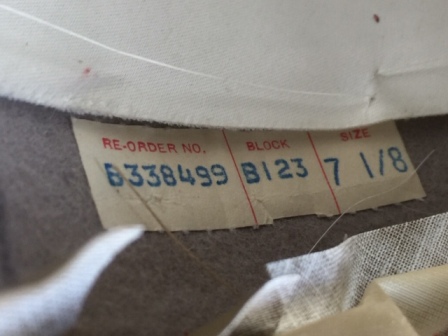 RE-ORDER NO. BLOCK SIZE
B338499 B123 7 1/8